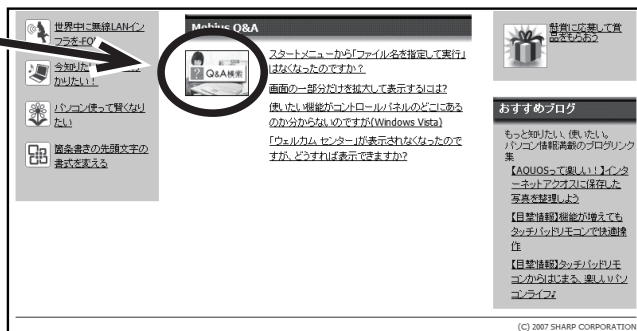 世界中に無線LANイン
フラを-FO
今知りた
かりたい!
パソコン使って賢くなり
たい
箇条書きの先頭文字の
書式を変える
Mebius Q&A
Q&A検索
スタートメニューから「ファイル名を指定して実行」
はなくなったのですか?
画面の一部分だけを拡大して表示するには?
使いたい機能がコントロールパネルのどこにある
のか分からないのですが(Windows Vista)
「ウェルカム センター」が表示されなくなったので
すが、どうすれば表示できますか?
懸賞に応募して賞
品をもらおう
おすすめブログ
もっと知りたい、使いたい。
パソコン情報満載のブログリンク
集
【AQUOSって楽しい!】インタ
ーネットアクオスに保存した
写真を整理しよう
【目黒情報】機能が増えても
タッチパッドリモコンで快適操
作
【目黒情報】タッチパッドリモ
コンからはじまる、楽しいパソ
コンライフ♪
(C) 2007 SHARP CORPORATION